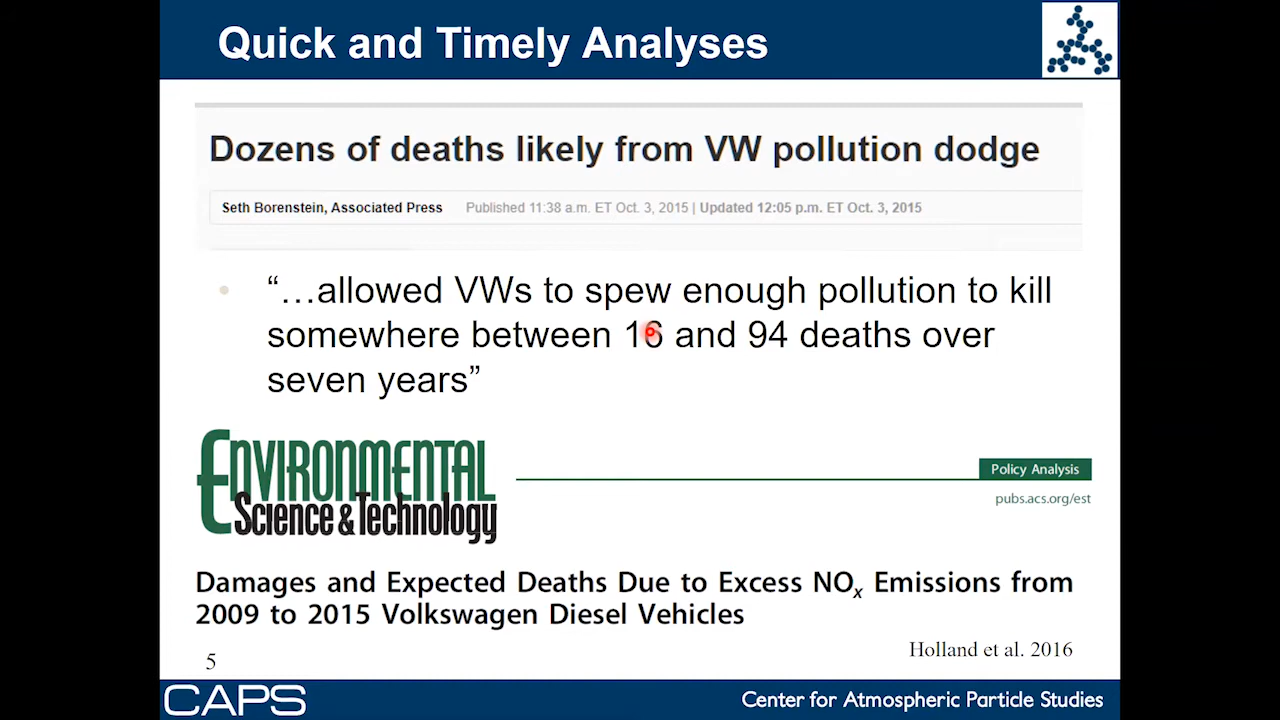 Quick and Timely Analyses
Dozens of deaths likely from VW pollution dodge
Seth Borenstein, Associated Press Published 11:38 a.m. ET Oct. 3, 2015 | Updated 12:05 p.m. ET Oct. 3, 2015
• “…allowed VWs to spew enough pollution to kill
somewhere between 16 and 94 deaths over
seven years”
Environmental
Science & Technology
Policy Analysis
pubs.acs.org/est
Damages and Expected Deaths Due to Excess NOx Emissions from
2009 to 2015 Volkswagen Diesel Vehicles
Holland et al. 2016
5
CAPS
Center for Atmospheric Particle Studies